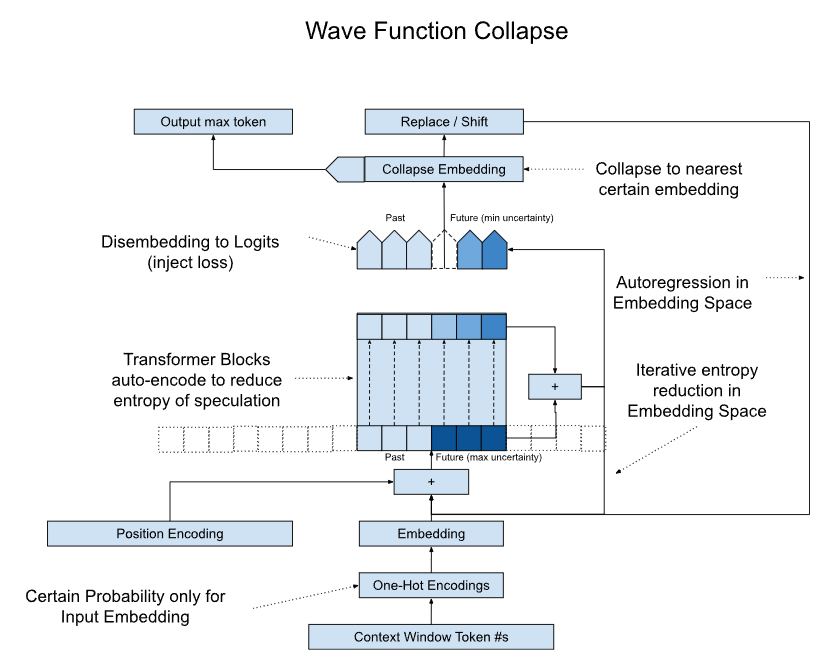 Wave Function Collapse
Output max token
Replace / Shift
Collapse Embedding
Collapse to nearest
certain embedding
Past
Future (min uncertainty)
Disembedding to Logits
(inject loss)
Autoregression in
Embedding Space
Transformer Blocks
auto-encode to reduce
entropy of speculation
+
Iterative entropy
reduction in
Embedding Space
Past
Future (max uncertainty)
+
Position Encoding
Embedding
One-Hot Encodings
Certain Probability only for
Input Embedding
Context Window Token #s